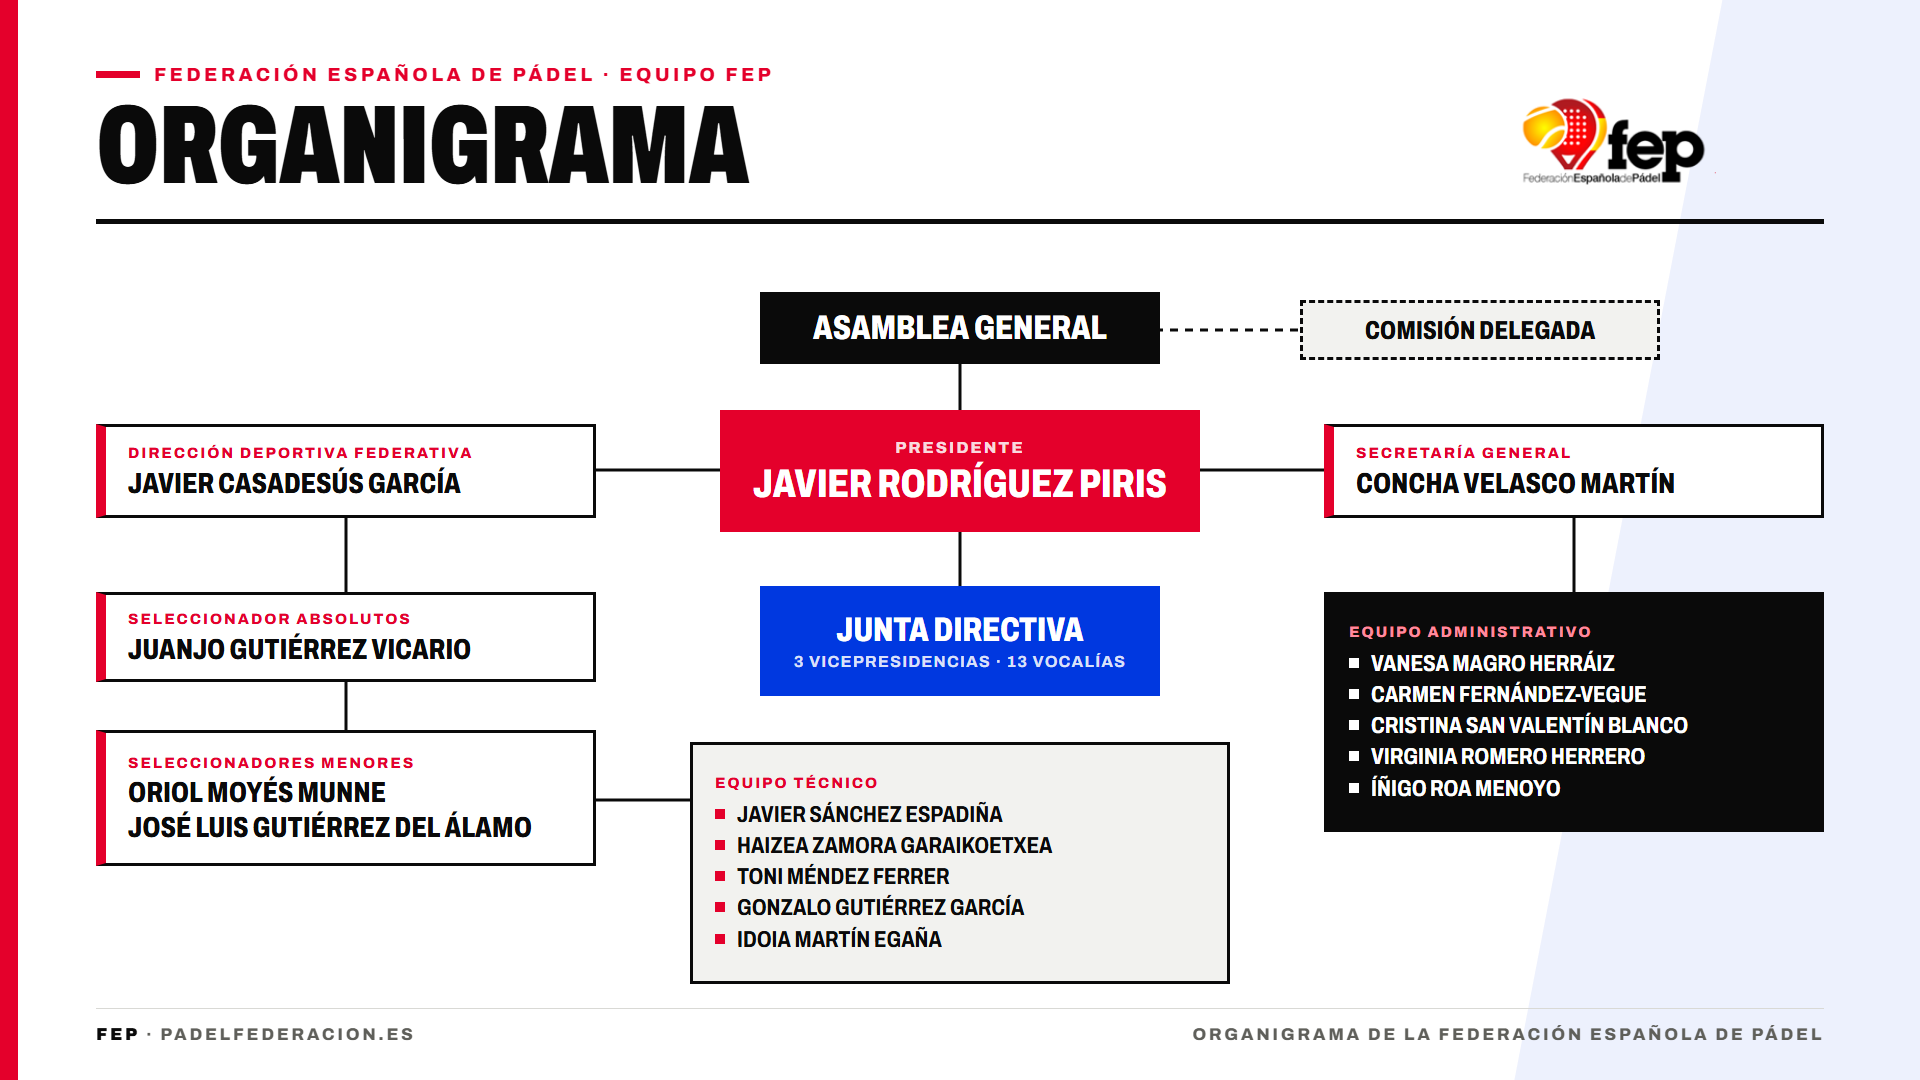 FEDERACIÓN ESPAÑOLA DE PÁDEL · EQUIPO FEP
ORGANIGRAMA
fep
FederaciónEspañoladePádel
ASAMBLEA GENERAL
COMISIÓN DELEGADA
DIRECCIÓN DEPORTIVA FEDERATIVA
JAVIER CASADESÚS GARCÍA
PRESIDENTE
JAVIER RODRÍGUEZ PIRIS
SECRETARÍA GENERAL
CONCHA VELASCO MARTÍN
SELECCIONADOR ABSOLUTOS
JUANJO GUTIÉRREZ VICARIO
JUNTA DIRECTIVA
3 VICEPRESIDENCIAS · 13 VOCALÍAS
EQUIPO ADMINISTRATIVO
VANESA MAGRO HERRÁIZ
CARMEN FERNÁNDEZ-VEGUE
CRISTINA SAN VALENTÍN BLANCO
VIRGINIA ROMERO HERRERO
ÍÑIGO ROA MENOYO
SELECCIONADORES MENORES
ORIOL MOYÉS MUNNE
JOSÉ LUIS GUTIÉRREZ DEL ÁLAMO
EQUIPO TÉCNICO
JAVIER SÁNCHEZ ESPADIÑA
HAIZEA ZAMORA GARAIKOETXEA
TONI MÉNDEZ FERRER
GONZALO GUTIÉRREZ GARCÍA
IDOIA MARTÍN EGAÑA
FEP · PADELFEDERACION.ES
ORGANIGRAMA DE LA FEDERACIÓN ESPAÑOLA DE PÁDEL